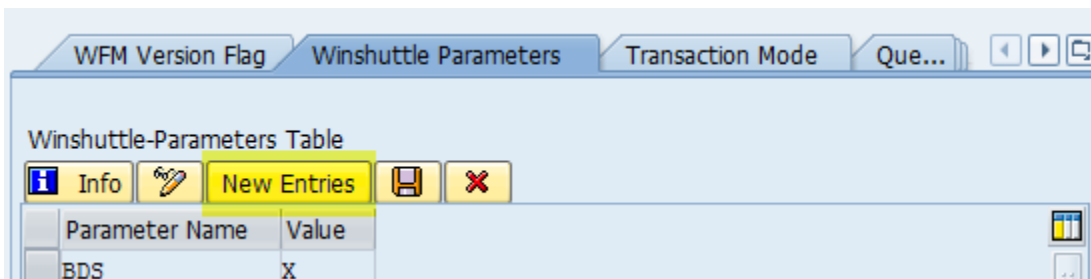 WFM Version Flag Winshuttle Parameters Transaction Mode Que...
Winshuttle-Parameters Table
Info New Entries
Parameter Name Value
BDS X